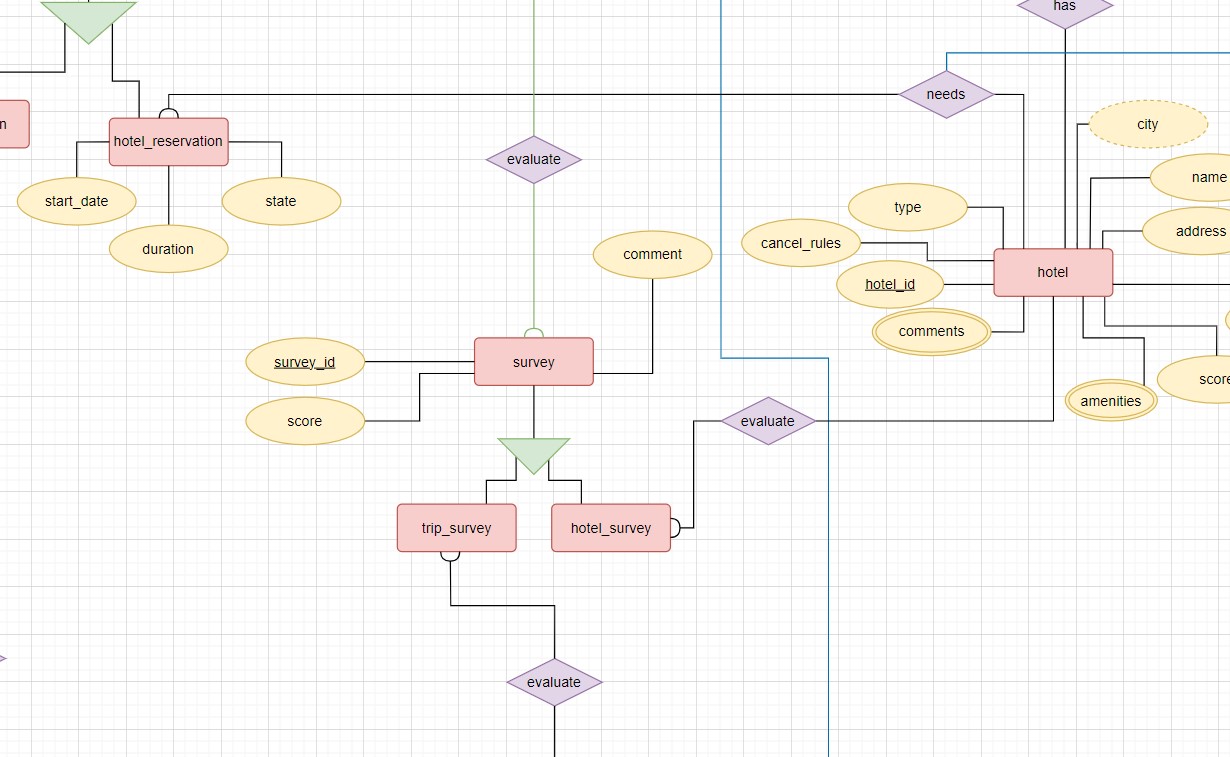 has
needs
n
city
hotel_reservation
evaluate
name
start_date
state
type
address
duration
comment
cancel_rules
hotel
hotel_id
comments
survey_id
survey
score
score
amenities
evaluate
trip_survey
hotel_survey
evaluate